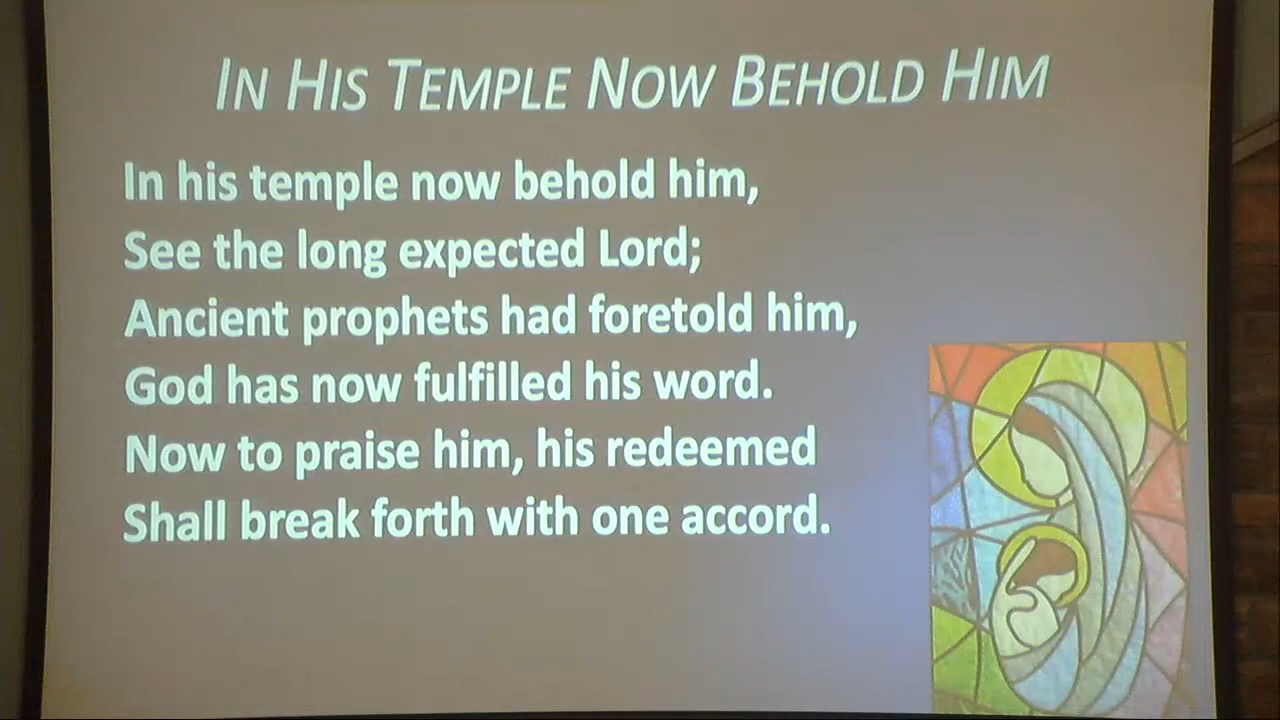 IN HIS TEMPLE NOW BEHOLD HIM
In his temple now behold him,
See the long expected Lord;
Ancient prophets had foretold him,
God has now fulfilled his word.
Now to praise him, his redeemed
Shall break forth with one accord.